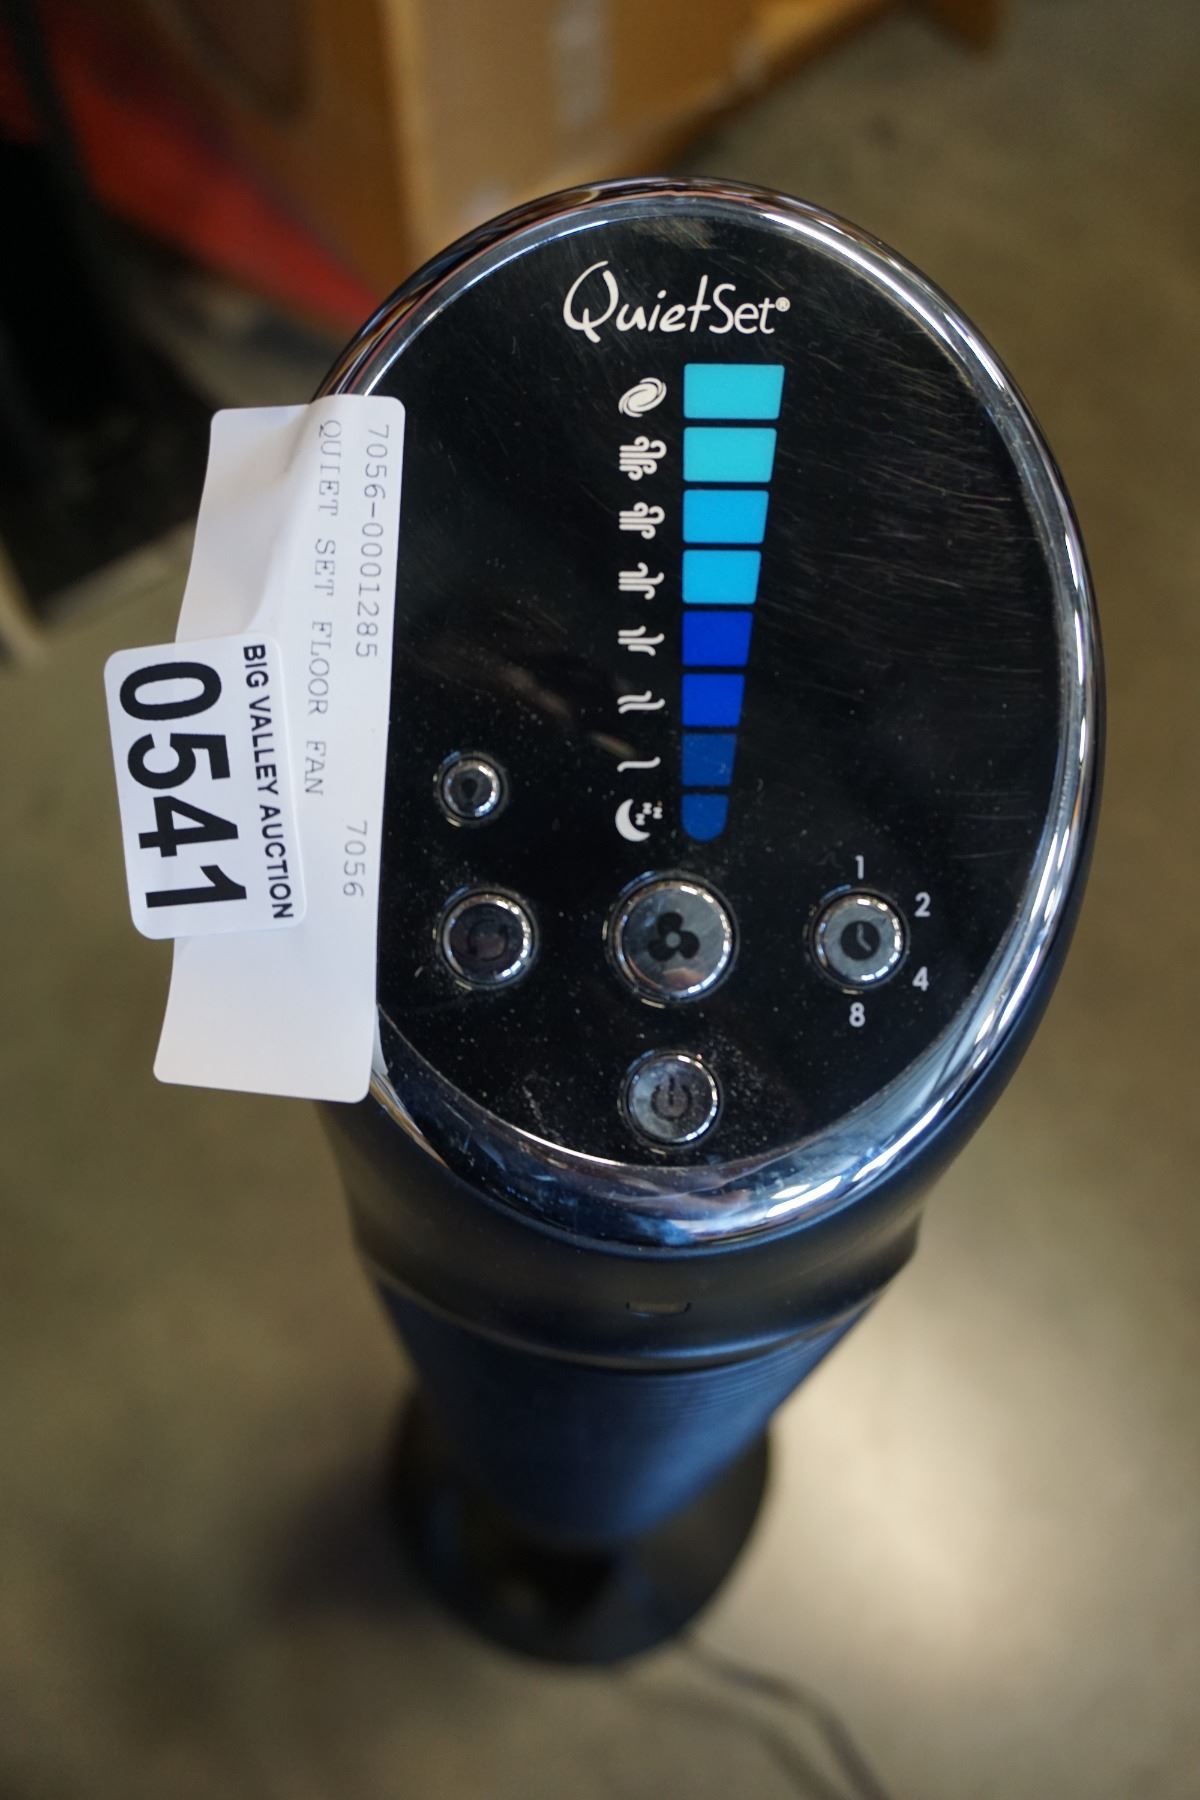 QuietSet®
7056-0001285
QUIET SET FLOOR FAN 7056
BIG VALLEY AUCTION
0541
1
2
4
8